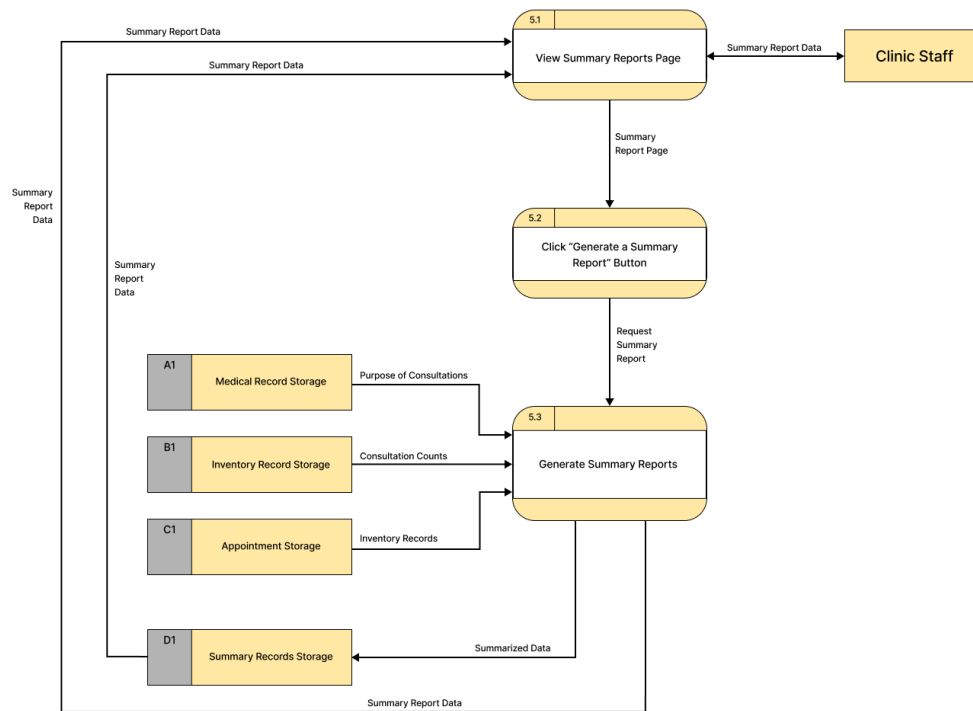 5.1
Summary Report Data
View Summary Reports Page
Summary Report Data
Clinic Staff
Summary Report Data
Summary
Report Page
Summary
Report
Data
5.2
Click “Generate a Summary
Report” Button
Summary
Report
Data
Request
Summary
Report
A1
Medical Record Storage
Purpose of Consultations
5.3
Generate Summary Reports
B1
Inventory Record Storage
Consultation Counts
C1
Appointment Storage
Inventory Records
D1
Summary Records Storage
Summarized Data
Summary Report Data